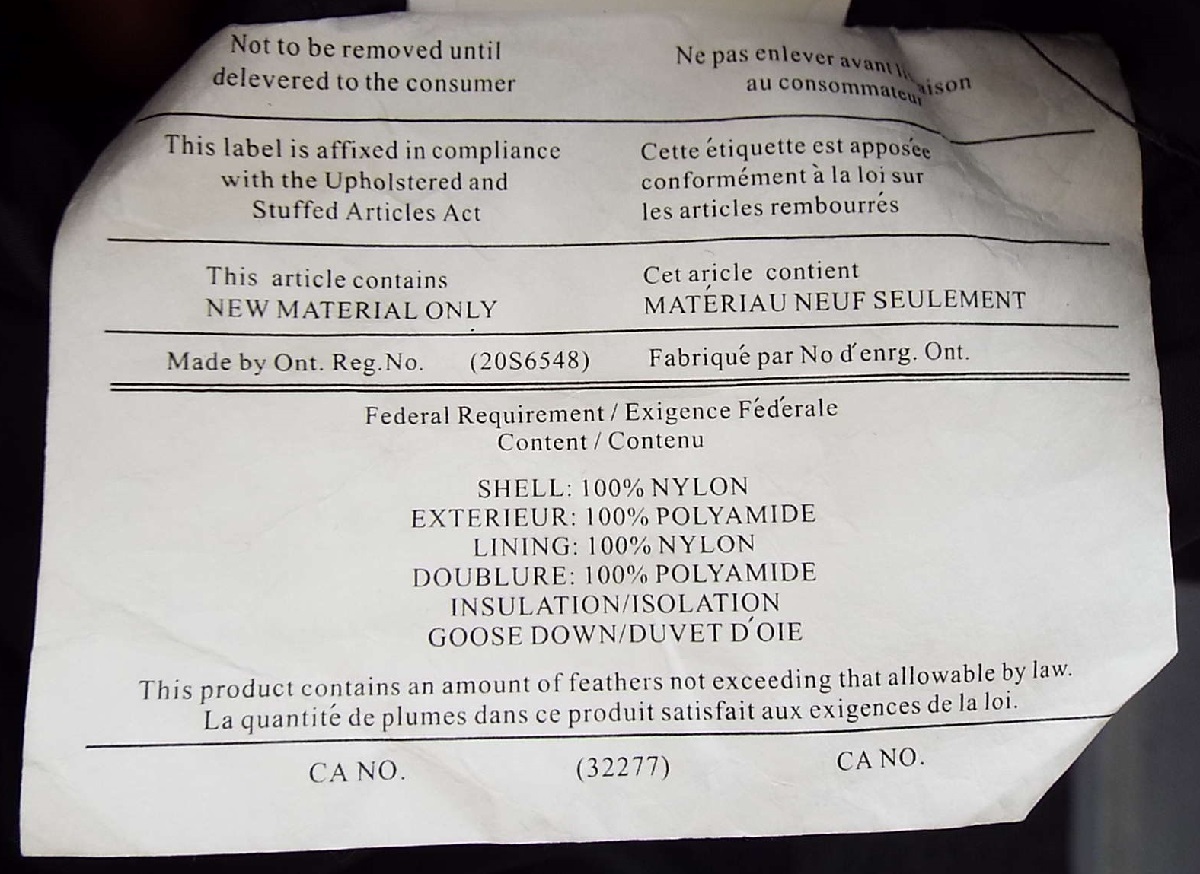 Not to be removed until
delevered to the consumer
Ne pas enlever avant
au consommateur
This label is affixed in compliance
with the Upholstered and
Stuffed Articles Act
Cette étiquette est apposée
conformément à la loi sur
les articles rembourrés
This article contains
NEW MATERIAL ONLY
Cet aricle contient
MATÉRIAU NEUF SEULEMENT
Made by Ont. Reg.No. (20S6548) Fabriqué par No d'enrg. Ont.
Federal Requirement / Exigence Féd́erale
Content / Contenu
SHELL: 100% NYLON
EXTERIEUR: 100% POLYAMIDE
LINING: 100% NYLON
DOUBLURE: 100% POLYAMIDE
INSULATION/ISOLATION
GOOSE DOWN/DUVET D'OIE
This product contains an amount of feathers not exceeding that allowable by law.
La quantité de plumes dans ce produit satisfait aux exigences de la loi.
CA NO. (32277) CA NO.